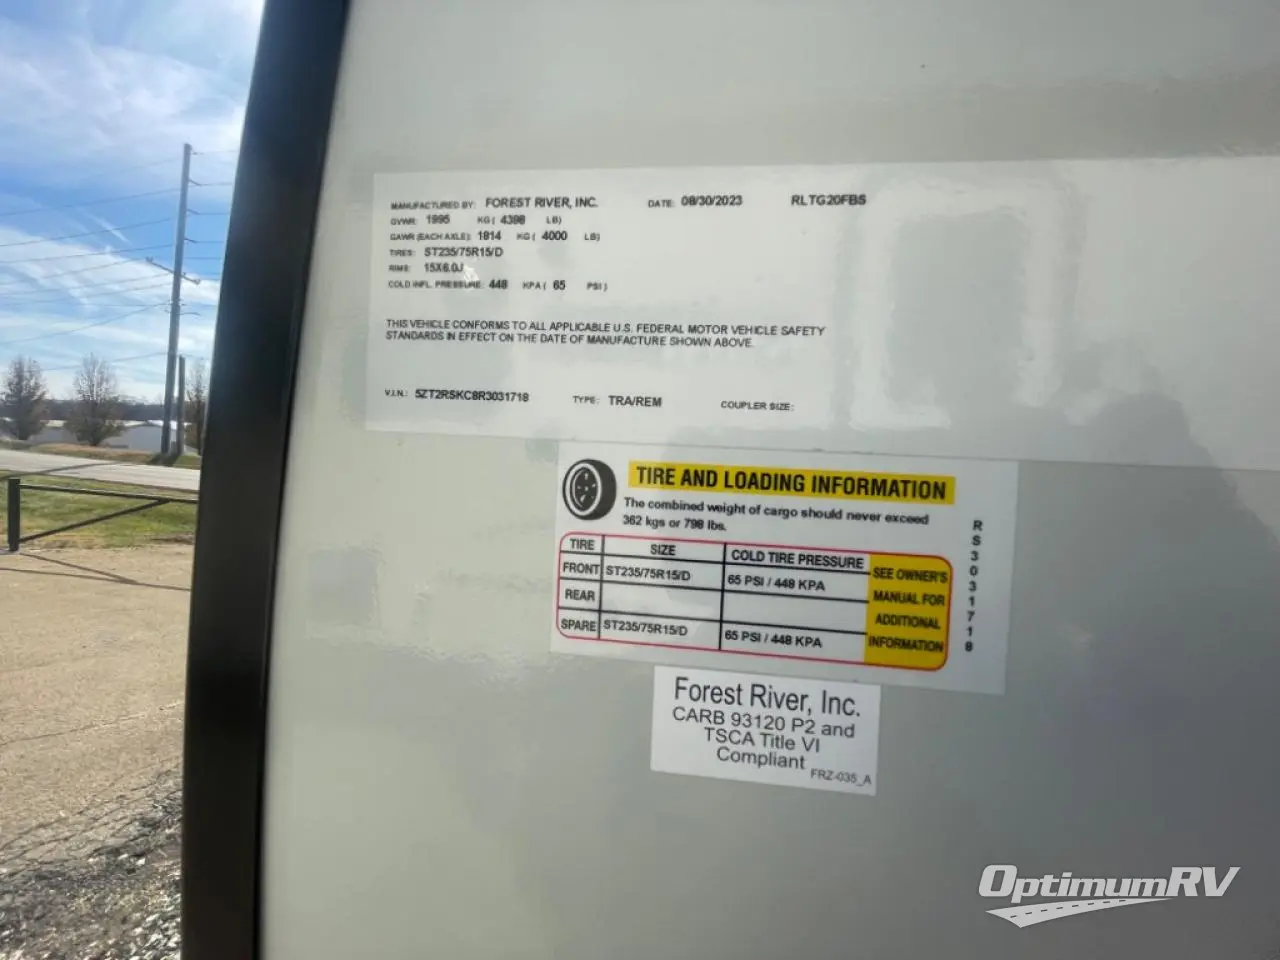 MANUFACTURED BY: FOREST RIVER, INC. DATE: 08/30/2023 RLTG20FBS
GVWR: 1995 KG ( 4398 LB)
GAWR (EACH AXLE): 1814 KG ( 4000 LB)
TIRES: ST235/75R15/D
RIMS: 15X6.0J
COLD INFL. PRESSURE: 448 KPA ( 65 PSI )
THIS VEHICLE CONFORMS TO ALL APPLICABLE U.S. FEDERAL MOTOR VEHICLE SAFETY
STANDARDS IN EFFECT ON THE DATE OF MANUFACTURE SHOWN ABOVE.
V.I.N.: 5ZT2RSKC8R3031718 TYPE: TRA/REM COUPLER SIZE:
TIRE AND LOADING INFORMATION
The combined weight of cargo should never exceed
362 kgs or 798 lbs.
TIRE SIZE COLD TIRE PRESSURE
FRONT ST235/75R15/D 65 PSI / 448 KPA
REAR
SPARE ST235/75R15/D 65 PSI / 448 KPA
SEE OWNER'S
MANUAL FOR
ADDITIONAL
INFORMATION
RS3031718
Forest River, Inc.
CARB 93120 P2 and
TSCA Title VI
Compliant
FRZ-035_A
OptimumRV